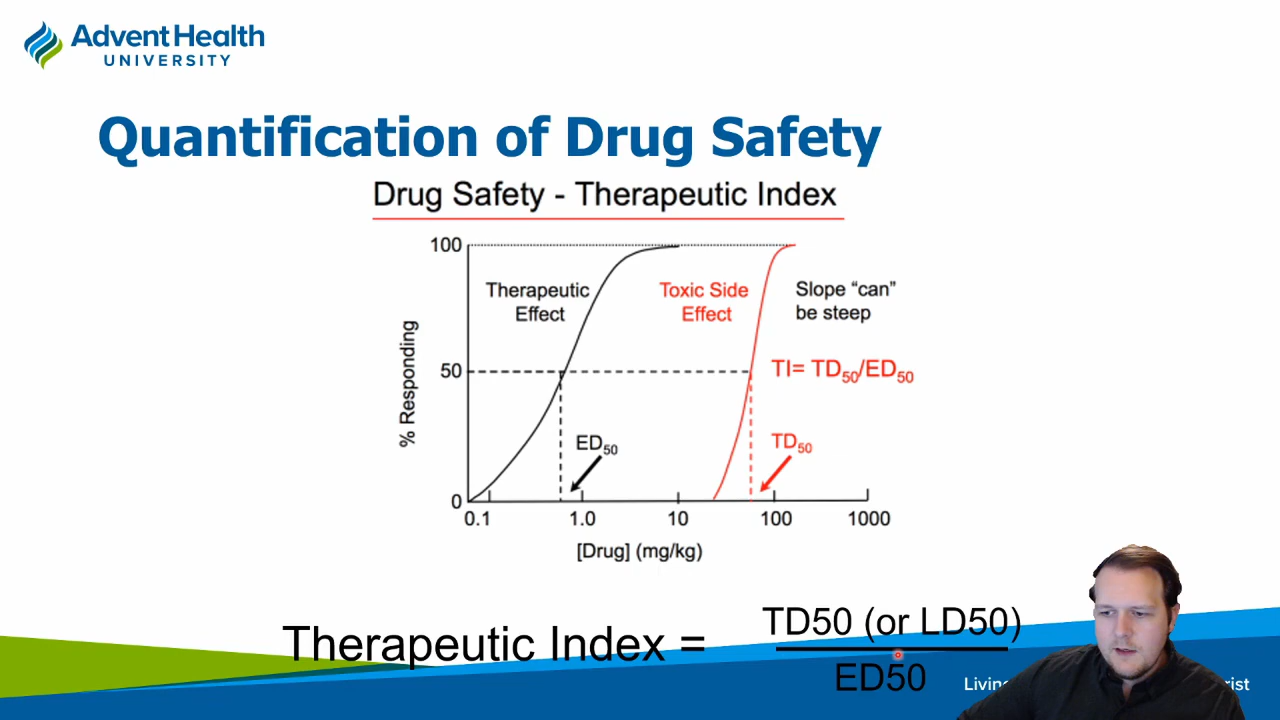 Advent Health
UNIVERSITY
Quantification of Drug Safety
Drug Safety - Therapeutic Index
100
Therapeutic
Effect
Toxic Side
Effect
Slope “can”
be steep
50
TI= TD50/ED50
% Responding
ED50
TD50
0
0.1 1.0 10 100 1000
[Drug] (mg/kg)
Therapeutic Index = TD50 (or LD50)
ED50